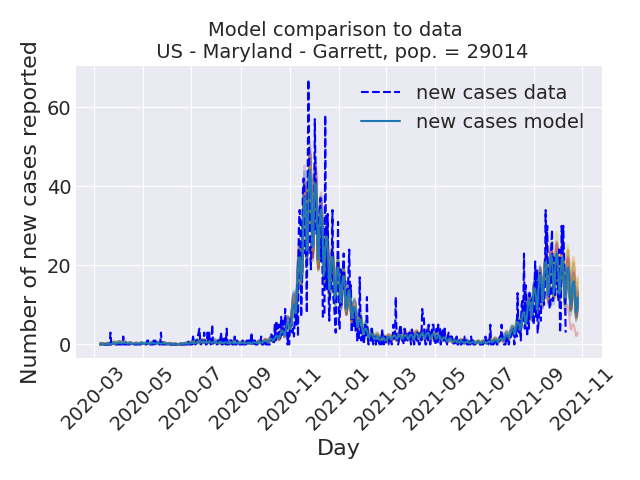 Model comparison to data
US - Maryland - Garrett, pop. = 29014
Number of new cases reported
60
40
20
0
new cases data
new cases model
2020-03
2020-05
2020-07
2020-09
2020-11
2021-01
2021-03
2021-05
2021-07
2021-09
2021-11
Day